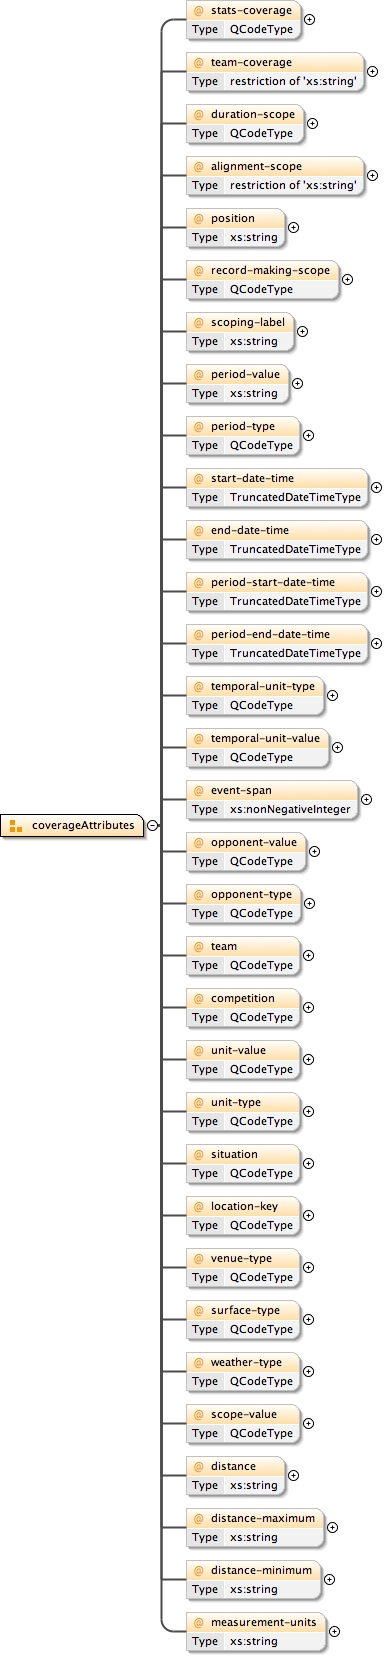 @ stats-coverage
Type QCodeType
@ team-coverage
Type restriction of 'xs:string'
@ duration-scope
Type QCodeType
@ alignment-scope
Type restriction of 'xs:string'
@ position
Type xs:string
@ record-making-scope
Type QCodeType
@ scoping-label
Type xs:string
@ period-value
Type xs:string
@ period-type
Type QCodeType
@ start-date-time
Type TruncatedDateTimeType
@ end-date-time
Type TruncatedDateTimeType
@ period-start-date-time
Type TruncatedDateTimeType
@ period-end-date-time
Type TruncatedDateTimeType
@ temporal-unit-type
Type QCodeType
@ temporal-unit-value
Type QCodeType
@ event-span
Type xs:nonNegativeInteger
coverageAttributes
@ opponent-value
Type QCodeType
@ opponent-type
Type QCodeType
@ team
Type QCodeType
@ competition
Type QCodeType
@ unit-value
Type QCodeType
@ unit-type
Type QCodeType
@ situation
Type QCodeType
@ location-key
Type QCodeType
@ venue-type
Type QCodeType
@ surface-type
Type QCodeType
@ weather-type
Type QCodeType
@ scope-value
Type QCodeType
@ distance
Type xs:string
@ distance-maximum
Type xs:string
@ distance-minimum
Type xs:string
@ measurement-units
Type xs:string